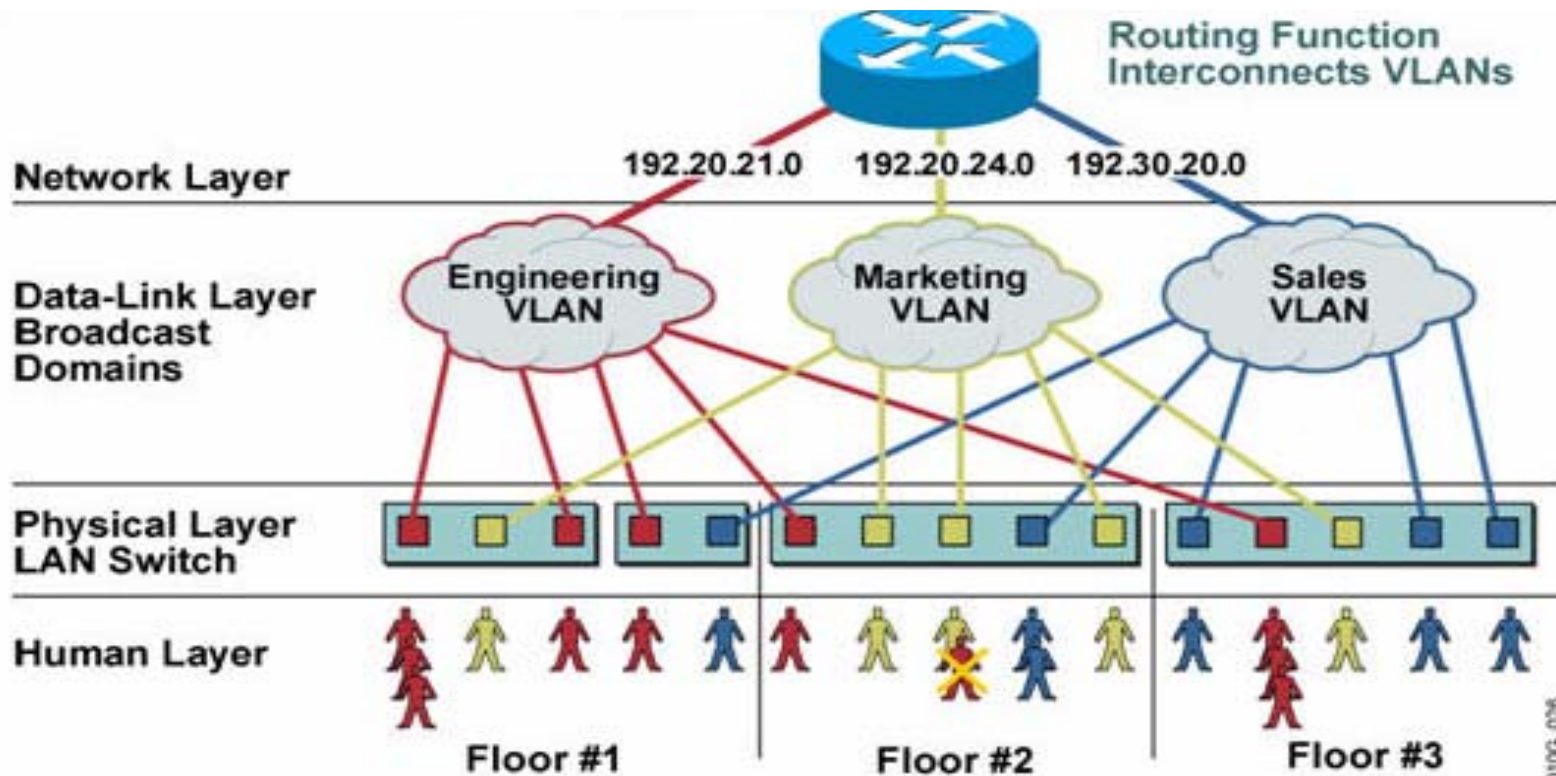 Routing Function
Interconnects VLANs
192.20.21.0
192.20.24.0
192.30.20.0
Network Layer
Engineering
VLAN
Marketing
VLAN
Sales
VLAN
Data-Link Layer
Broadcast
Domains
Physical Layer
LAN Switch
Human Layer
Floor #1
Floor #2
Floor #3